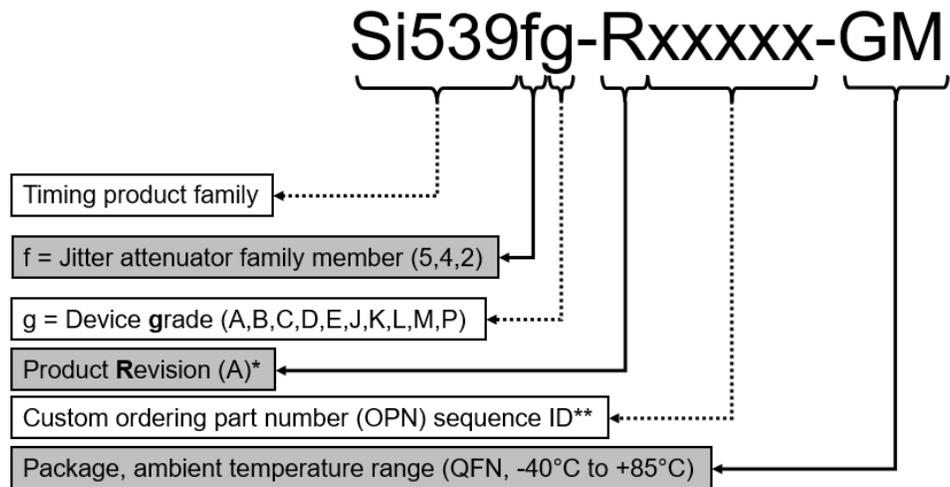 Si539fg-Rxxxxx-GM
Timing product family
f = Jitter attenuator family member (5,4,2)
g = Device grade (A,B,C,D,E,J,K,L,M,P)
Product Revision (A)*
Custom ordering part number (OPN) sequence ID**
Package, ambient temperature range (QFN, -40°C to +85°C)